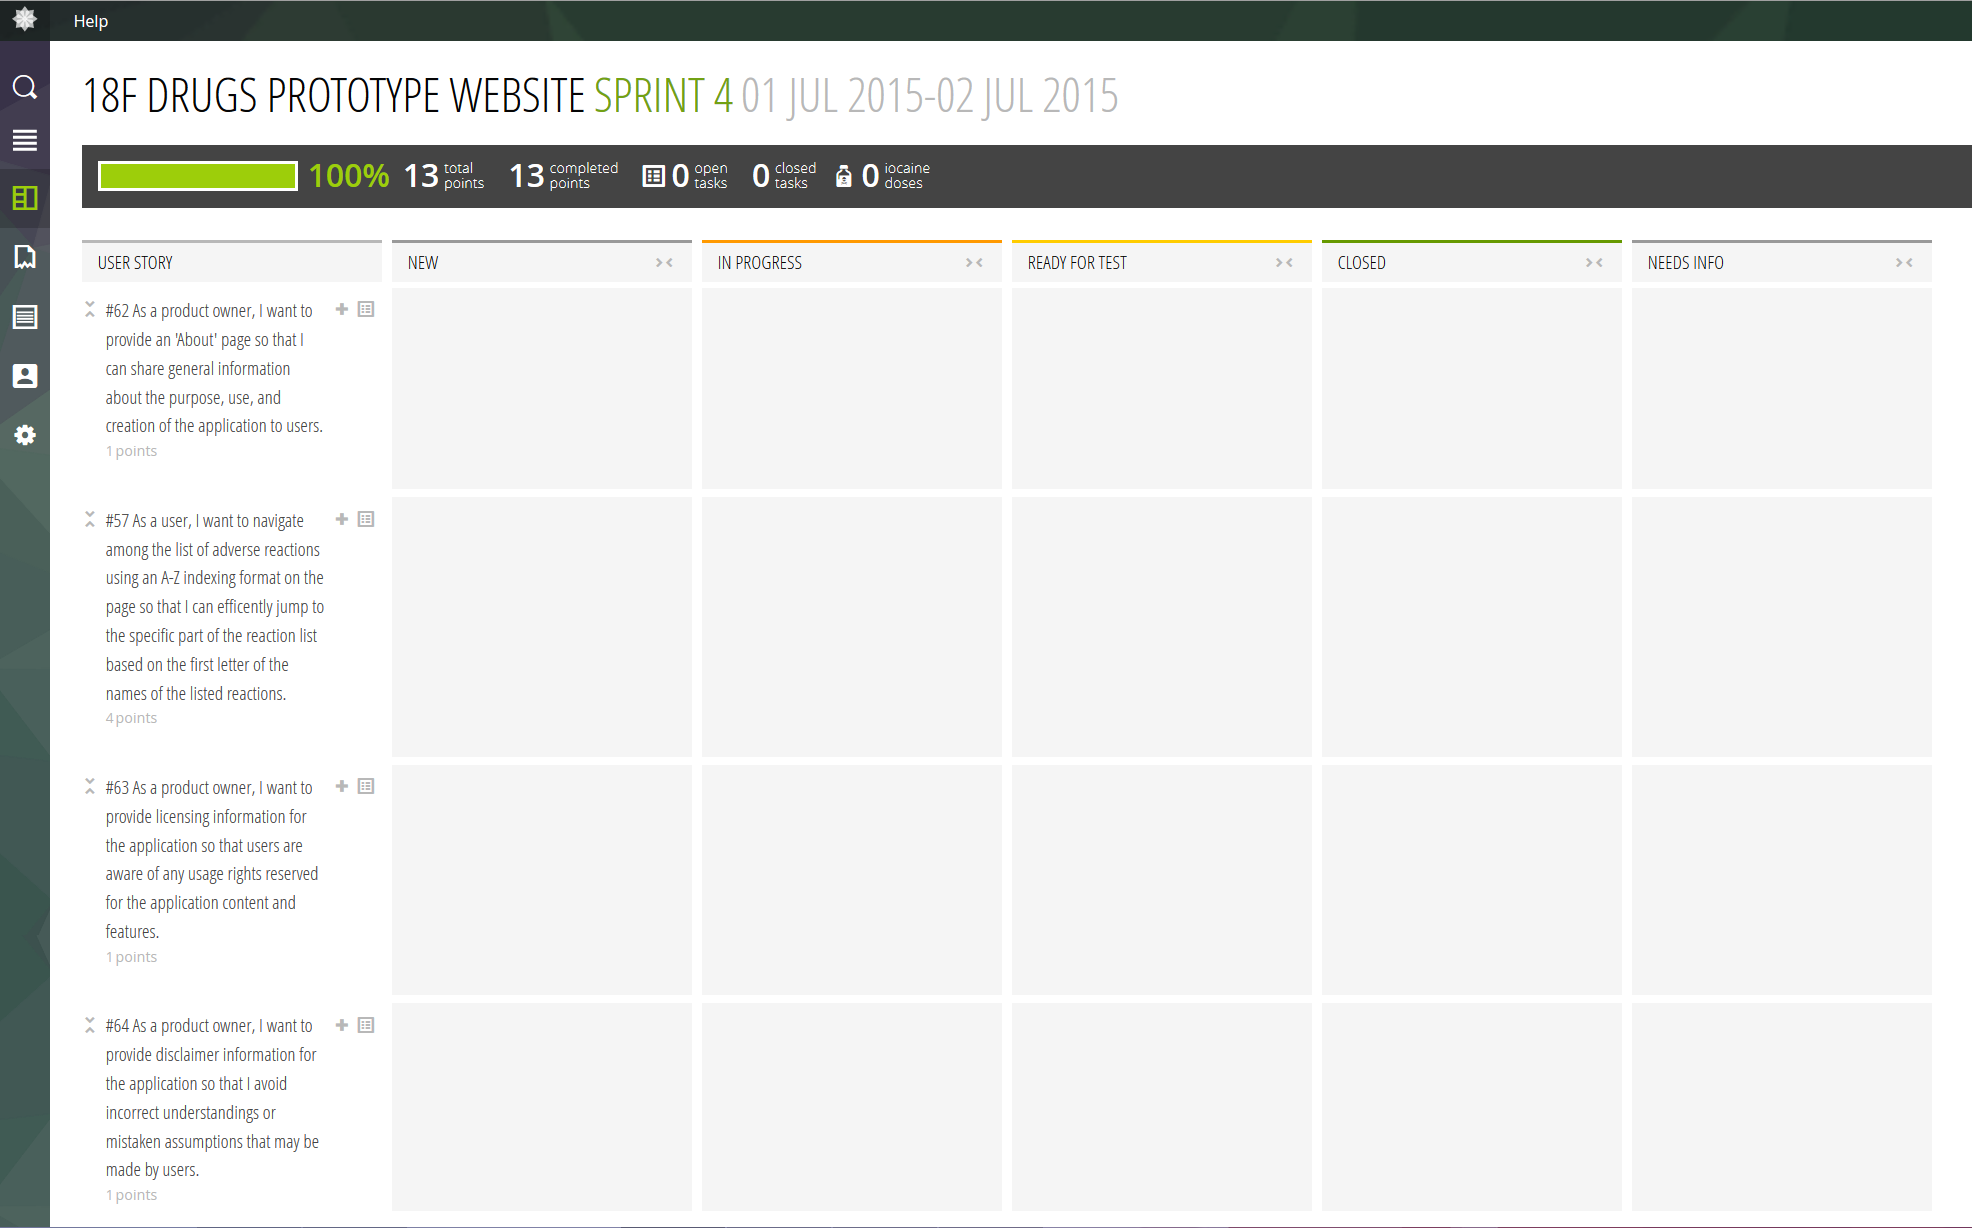 Help
18F DRUGS PROTOTYPE WEBSITE SPRINT 4 01 JUL 2015-02 JUL 2015
100% 13 total points 13 completed points 0 open tasks 0 closed tasks 0 iocaine doses
USER STORY NEW IN PROGRESS READY FOR TEST CLOSED NEEDS INFO
#62 As a product owner, I want to
provide an 'About' page so that I
can share general information
about the purpose, use, and
creation of the application to users.
1 points
#57 As a user, I want to navigate
among the list of adverse reactions
using an A-Z indexing format on the
page so that I can efficently jump to
the specific part of the reaction list
based on the first letter of the
names of the listed reactions.
4 points
#63 As a product owner, I want to
provide licensing information for
the application so that users are
aware of any usage rights reserved
for the application content and
features.
1 points
#64 As a product owner, I want to
provide disclaimer information for
the application so that I avoid
incorrect understandings or
mistaken assumptions that may be
made by users.
1 points